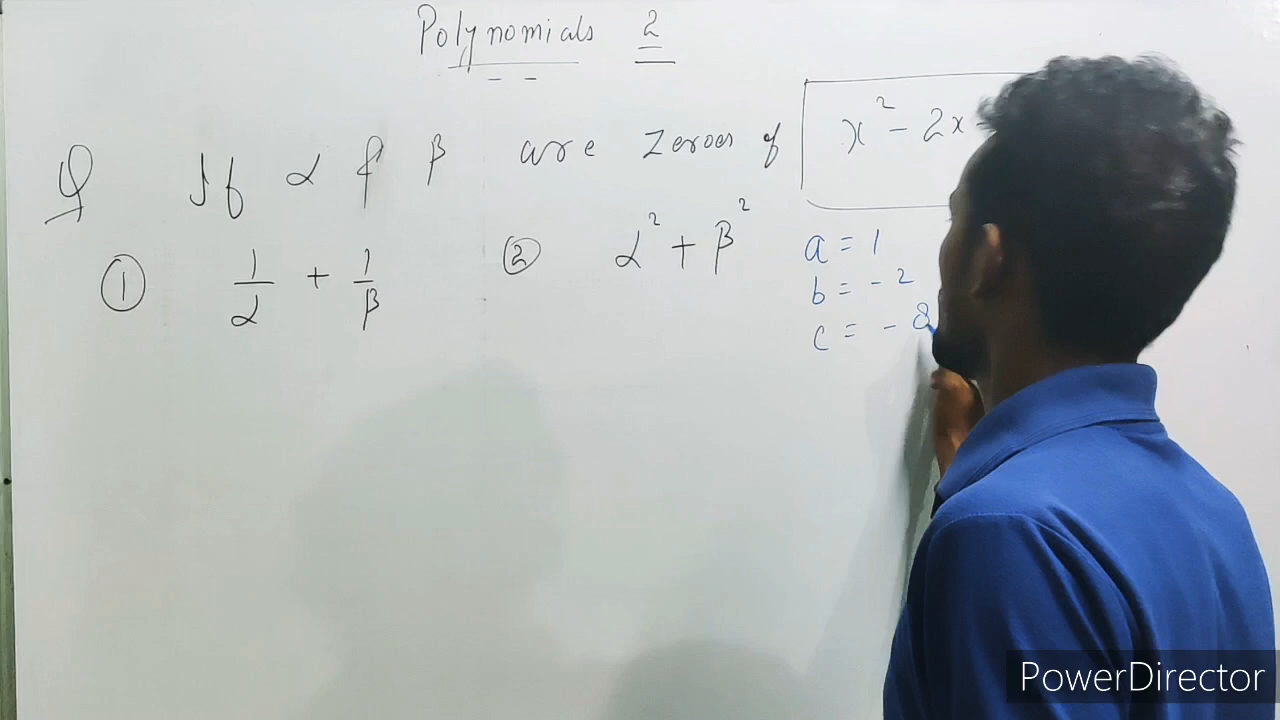 Polynomials 2
Q If α & β are zeroes of x² - 2x -
① 1/α + 1/β ② α² + β²
a = 1
b = - 2
c = - 8
PowerDirector